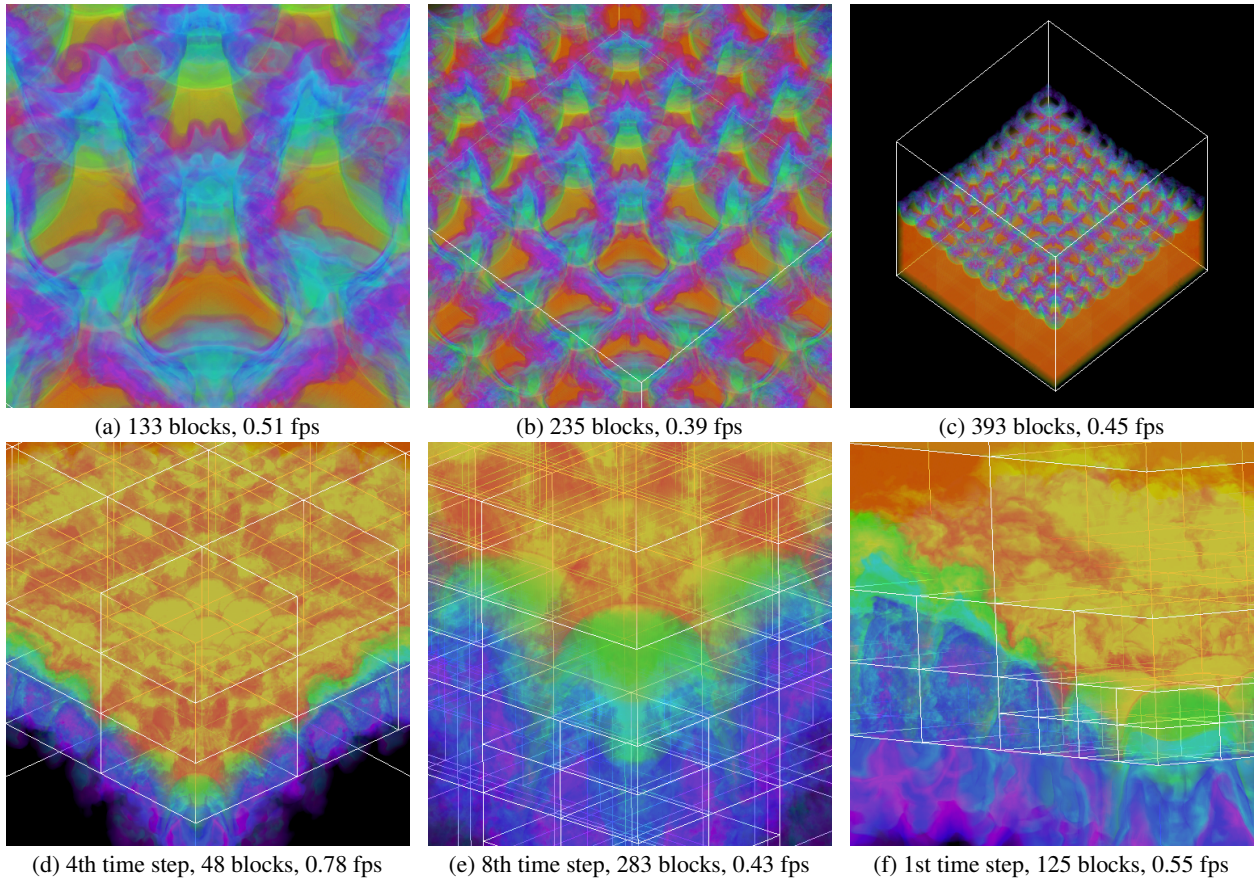 (a) 133 blocks, 0.51 fps
(b) 235 blocks, 0.39 fps
(c) 393 blocks, 0.45 fps
(d) 4th time step, 48 blocks, 0.78 fps
(e) 8th time step, 283 blocks, 0.43 fps
(f) 1st time step, 125 blocks, 0.55 fps